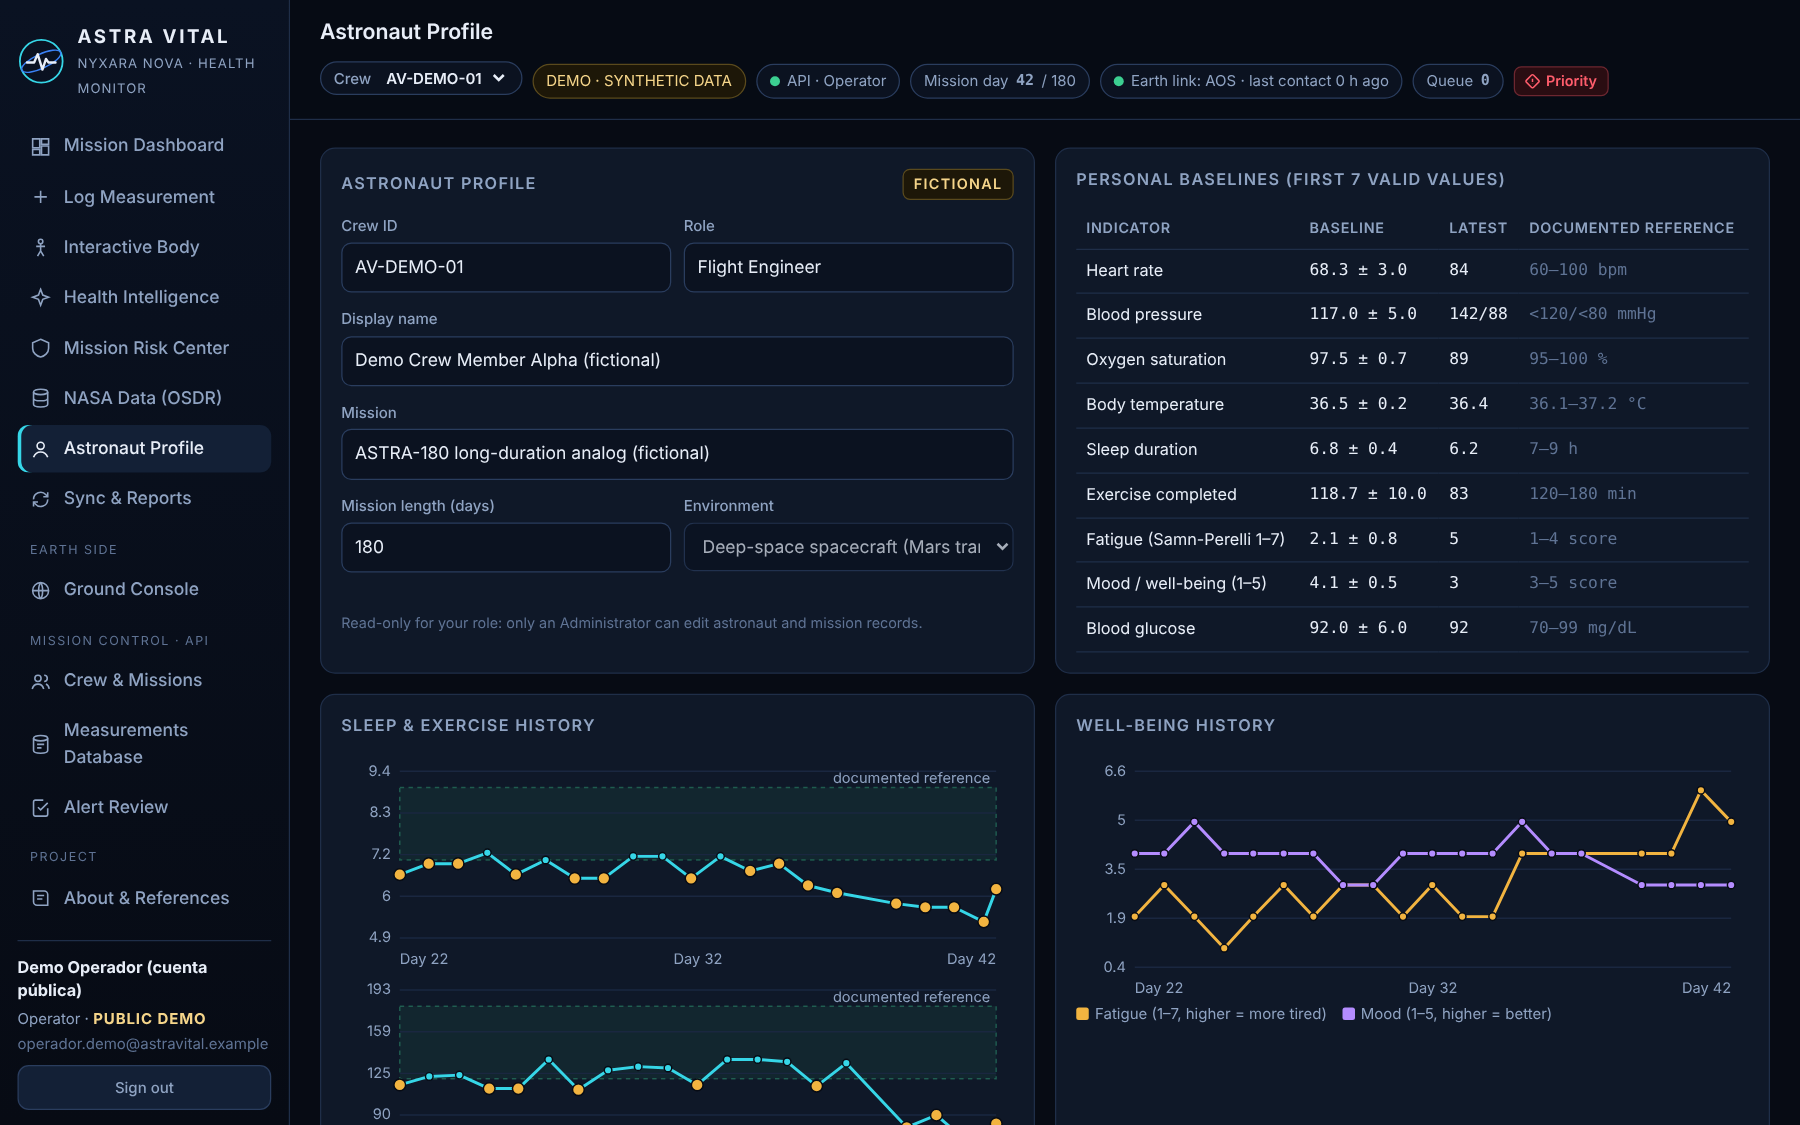 ASTRA VITAL
NYXARA NOVA · HEALTH
MONITOR
Mission Dashboard
Log Measurement
Interactive Body
Health Intelligence
Mission Risk Center
NASA Data (OSDR)
Astronaut Profile
Sync & Reports
EARTH SIDE
Ground Console
MISSION CONTROL · API
Crew & Missions
Measurements
Database
Alert Review
PROJECT
About & References
Demo Operador (cuenta
pública)
Operator · PUBLIC DEMO
operador.demo@astravital.example
Sign out
Astronaut Profile
Crew AV-DEMO-01
DEMO · SYNTHETIC DATA
API · Operator
Mission day 42 / 180
Earth link: AOS · last contact 0 h ago
Queue 0
Priority
ASTRONAUT PROFILE
FICTIONAL
Crew ID
AV-DEMO-01
Role
Flight Engineer
Display name
Demo Crew Member Alpha (fictional)
Mission
ASTRA-180 long-duration analog (fictional)
Mission length (days)
180
Environment
Deep-space spacecraft (Mars tra
Read-only for your role: only an Administrator can edit astronaut and mission records.
PERSONAL BASELINES (FIRST 7 VALID VALUES)
INDICATOR BASELINE LATEST DOCUMENTED REFERENCE
Heart rate 68.3 ± 3.0 84 60–100 bpm
Blood pressure 117.0 ± 5.0 142/88 <120/<80 mmHg
Oxygen saturation 97.5 ± 0.7 89 95–100 %
Body temperature 36.5 ± 0.2 36.4 36.1–37.2 °C
Sleep duration 6.8 ± 0.4 6.2 7–9 h
Exercise completed 118.7 ± 10.0 83 120–180 min
Fatigue (Samn-Perelli 1–7) 2.1 ± 0.8 5 1–4 score
Mood / well-being (1–5) 4.1 ± 0.5 3 3–5 score
Blood glucose 92.0 ± 6.0 92 70–99 mg/dL
SLEEP & EXERCISE HISTORY
documented reference
9.4
8.3
7.2
6
4.9
Day 22 Day 32 Day 42
documented reference
193
159
125
90
WELL-BEING HISTORY
6.6
5
3.5
1.9
0.4
Day 22 Day 32 Day 42
Fatigue (1–7, higher = more tired) Mood (1–5, higher = better)